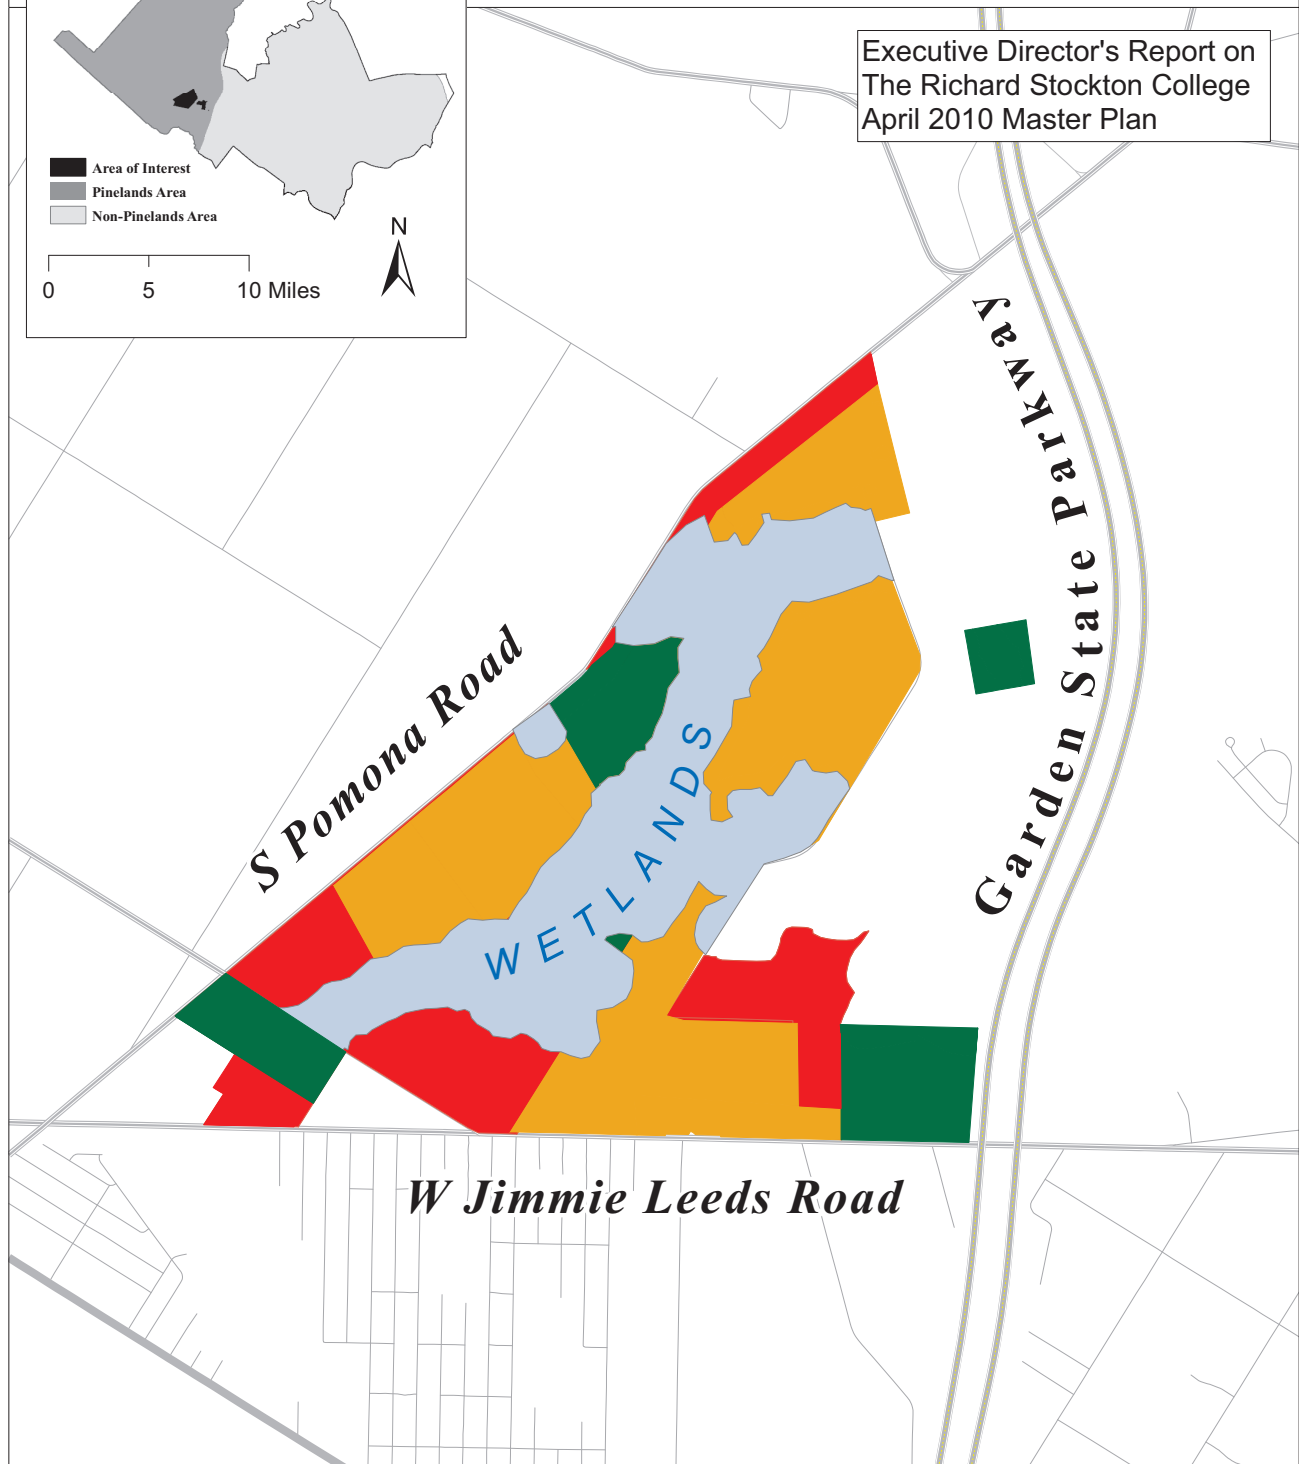 Executive Director's Report on
The Richard Stockton College
April 2010 Master Plan
Area of Interest
Pinelands Area
Non-Pinelands Area
N
0 5 10 Miles
Garden State Parkway
S Pomona Road
WETLANDS
W Jimmie Leeds Road